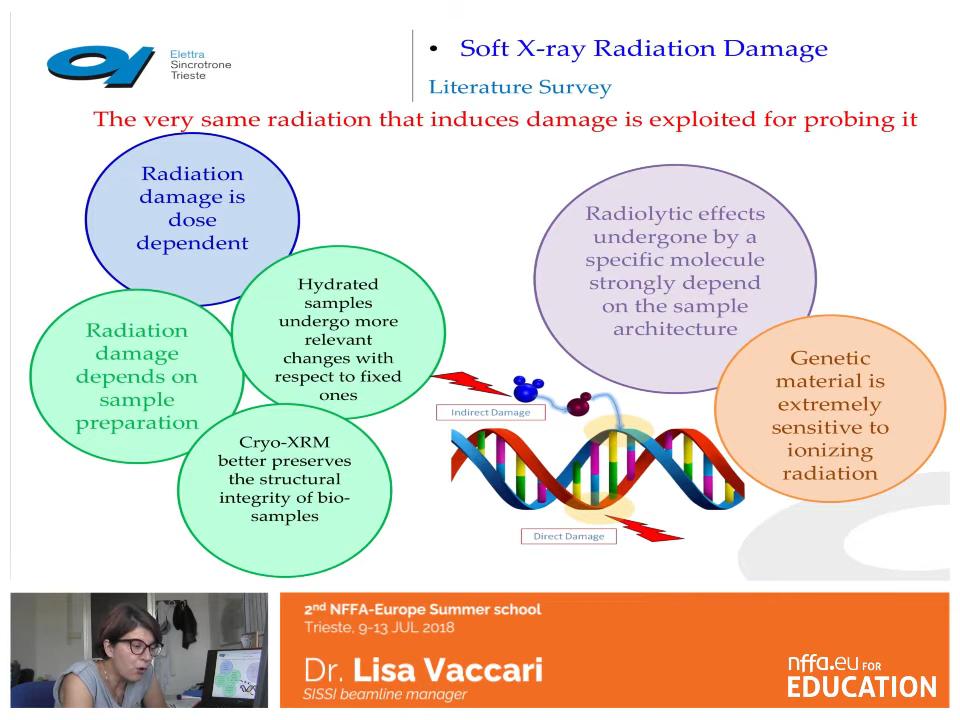 Elettra
Sincrotrone
Trieste
• Soft X-ray Radiation Damage
Literature Survey
The very same radiation that induces damage is exploited for probing it
Radiation
damage is
dose
dependent
Hydrated
samples
undergo more
relevant
changes with
respect to fixed
ones
Radiation
damage
depends on
sample
preparation
Cryo-XRM
better preserves
the structural
integrity of bio-
samples
Radiolytic effects
undergone by a
specific molecule
strongly depend
on the sample
architecture
Genetic
material is
extremely
sensitive to
ionizing
radiation
Indirect Damage
Direct Damage
2nd NFFA-Europe Summer school
Trieste, 9-13 JUL 2018
Dr. Lisa Vaccari
SISSI beamline manager
nffa.eu FOR
EDUCATION